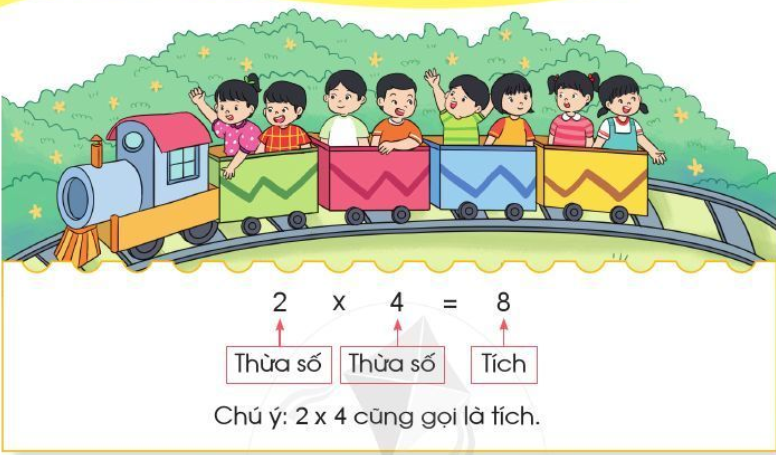 2 x 4 = 8
Thừa số Thừa số Tích
Chú ý: 2 x 4 cũng gọi là tích.